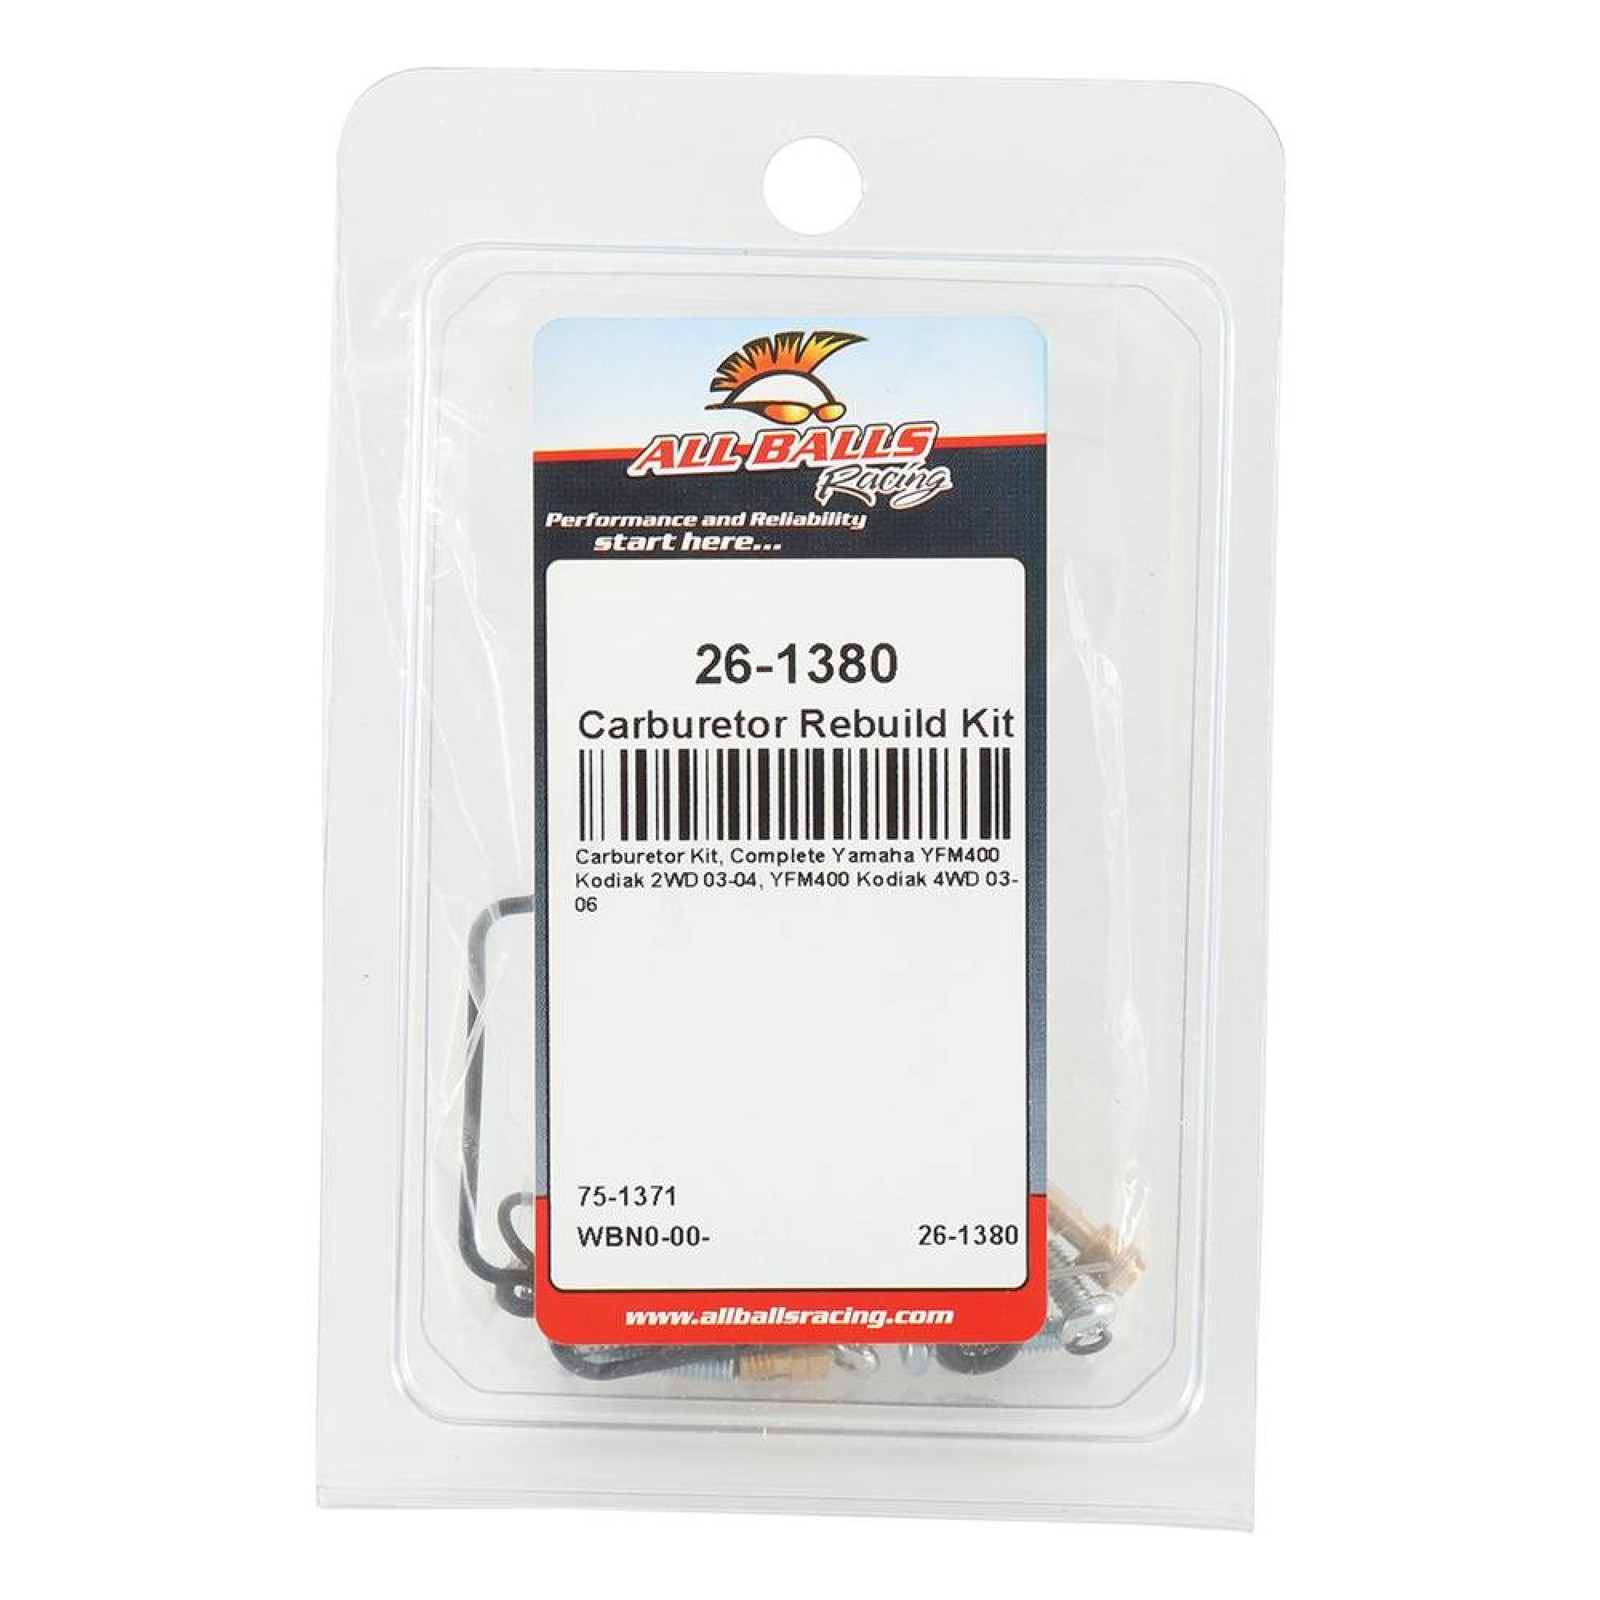 ALL BALLS
Racing
Performance and Reliability
start here...
26-1380
Carburetor Rebuild Kit
Carburetor Kit, Complete Yamaha YFM400
Kodiak 2WD 03-04, YFM400 Kodiak 4WD 03-
06
75-1371
WBN0-00- 26-1380
www.allballsracing.com